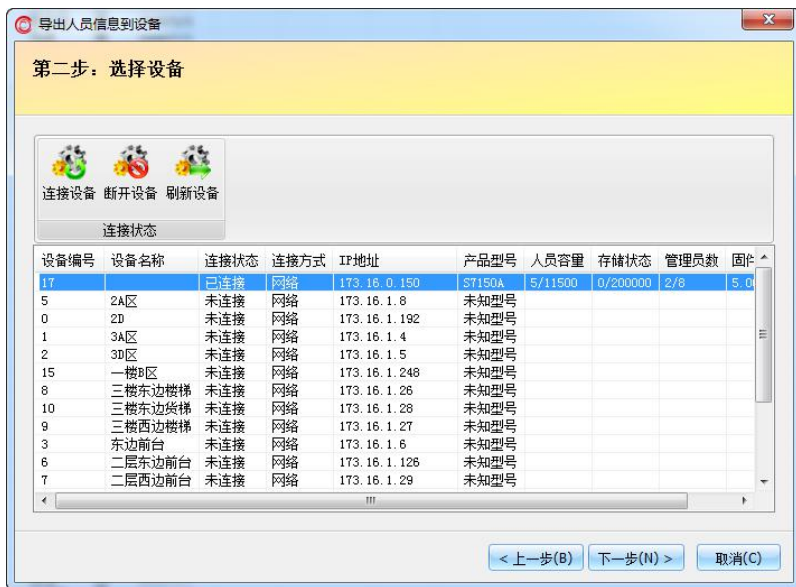 导出人员信息到设备
第二步：选择设备
连接设备 断开设备 刷新设备
连接状态
设备编号 设备名称 连接状态 连接方式 IP地址 产品型号 人员容量 存储状态 管理员数
17 已连接 网络 173.16.0.150 S7150A 5/11500 0/200000 2/8
5 2A区 未连接 网络 173.16.1.8 未知型号
0 2D 未连接 网络 173.16.1.192 未知型号
1 3A区 未连接 网络 173.16.1.4 未知型号
2 3D区 未连接 网络 173.16.1.5 未知型号
15 一楼B区 未连接 网络 173.16.1.248 未知型号
8 三楼东边楼梯 未连接 网络 173.16.1.26 未知型号
10 三楼东边货梯 未连接 网络 173.16.1.28 未知型号
9 三楼西边楼梯 未连接 网络 173.16.1.27 未知型号
3 东边前台 未连接 网络 173.16.1.6 未知型号
6 二层东边前台 未连接 网络 173.16.1.126 未知型号
7 二层西边前台 未连接 网络 173.16.1.29 未知型号
< 上一步(B) 下一步(N) > 取消(C)